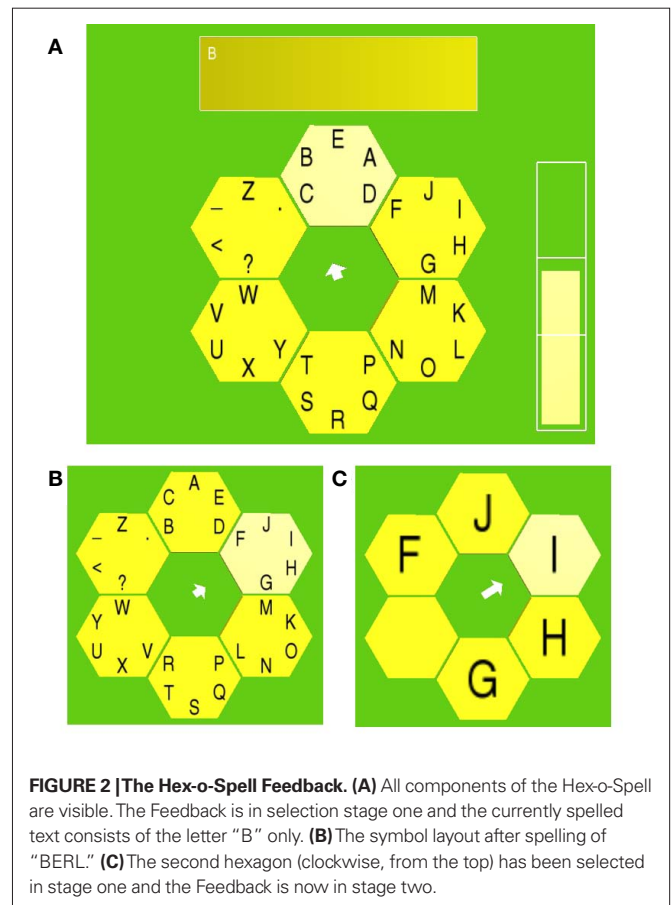 A
B
E
B A
C D
Z
_ .
<
?
J
F I
H
G
W
V
U Y
X
M
K
N L
O
T P
S Q
R
B
A
C E
B D
Z
_ .
<
?
J
F I
H
G
W
Y
U V
X
M
K
L O
N
R P
T Q
S
C
J
F I
H
G
FIGURE 2 | The Hex-o-Spell Feedback. (A) All components of the Hex-o-Spell
are visible. The Feedback is in selection stage one and the currently spelled
text consists of the letter “B” only. (B) The symbol layout after spelling of
“BERL.” (C) The second hexagon (clockwise, from the top) has been selected
in stage one and the Feedback is now in stage two.